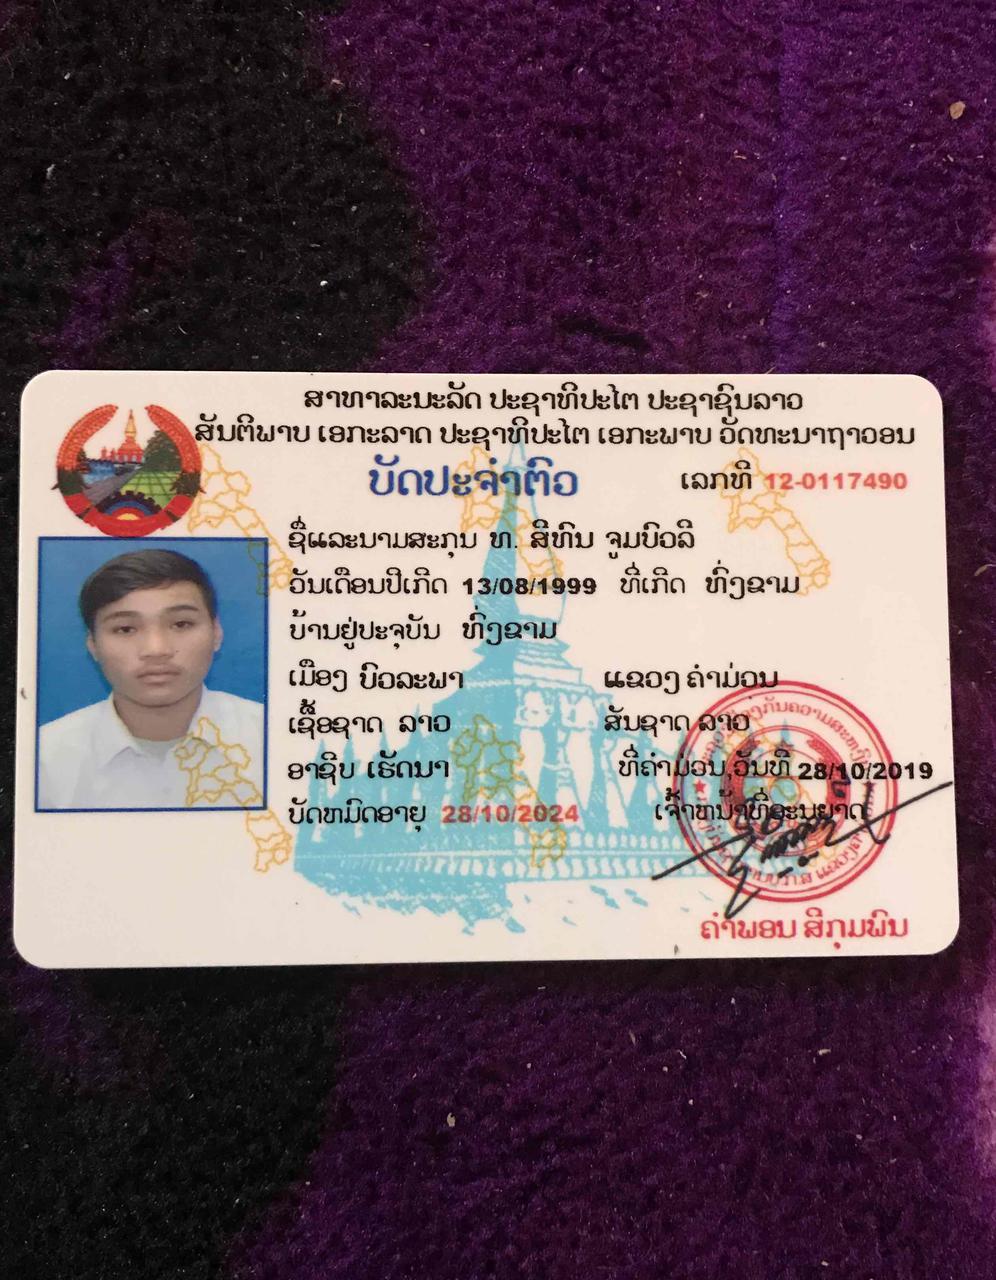 ສາທາລະນະລັດ ປະຊາທິປະໄຕ ປະຊາຊົນລາວ
ສັນຕິພາບ ເອກະລາດ ປະຊາທິປະໄຕ ເອກະພາບ ວັດທະນາຖາວອນ
ບັດປະຈຳຕົວ ເລກທີ 12-0117490
ຊື່ແລະນາມສະກຸນ ທ. ສີທົນ ຈູມບົວລີ
ວັນເດືອນປີເກີດ 13/08/1999 ທີ່ເກີດ ທົ່ງຂາມ
ບ້ານຢູ່ປະຈຸບັນ ທົ່ງຂາມ
ເມືອງ ບົວລະພາ ແຂວງ ຄຳມ່ວນ
ເຊື້ອຊາດ ລາວ ສັນຊາດ ລາວ
ອາຊີບ ເຮັດນາ ທີ່ຄຳມ່ວນ,ວັນທີ 28/10/2019
ບັດຫມົດອາຍຸ 28/10/2024 ເຈົ້າຫນ້າທີ່ອະນຸຍາດ
ຄຳພອນ ສີກຸມພົນ